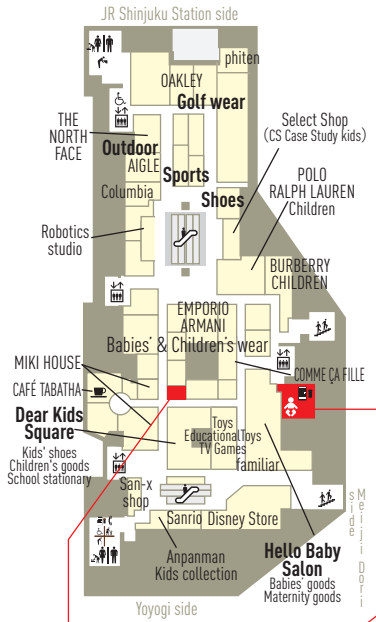 JR Shinjuku Station side
phiten
OAKLEY
Golf wear
THE
NORTH
FACE
Outdoor
AIGLE
Columbia
Sports
Shoes
Select Shop
(CS Case Study kids)
POLO
RALPH LAUREN
Children
Robotics
studio
BURBERRY
CHILDREN
EMPORIO
ARMANI
Babies' & Children's wear
MIKI HOUSE
COMME ÇA FILLE
CAFÉ TABATHA
Dear Kids
Square
Kids' shoes
Children's goods
School stationary
Toys
EducationalToys
TV Games
familiar
San-x
shop
Sanrio
Disney Store
Anpanman
Kids collection
Hello Baby
Salon
Babies' goods
Maternity goods
Meiji Dori
side
Yoyogi side